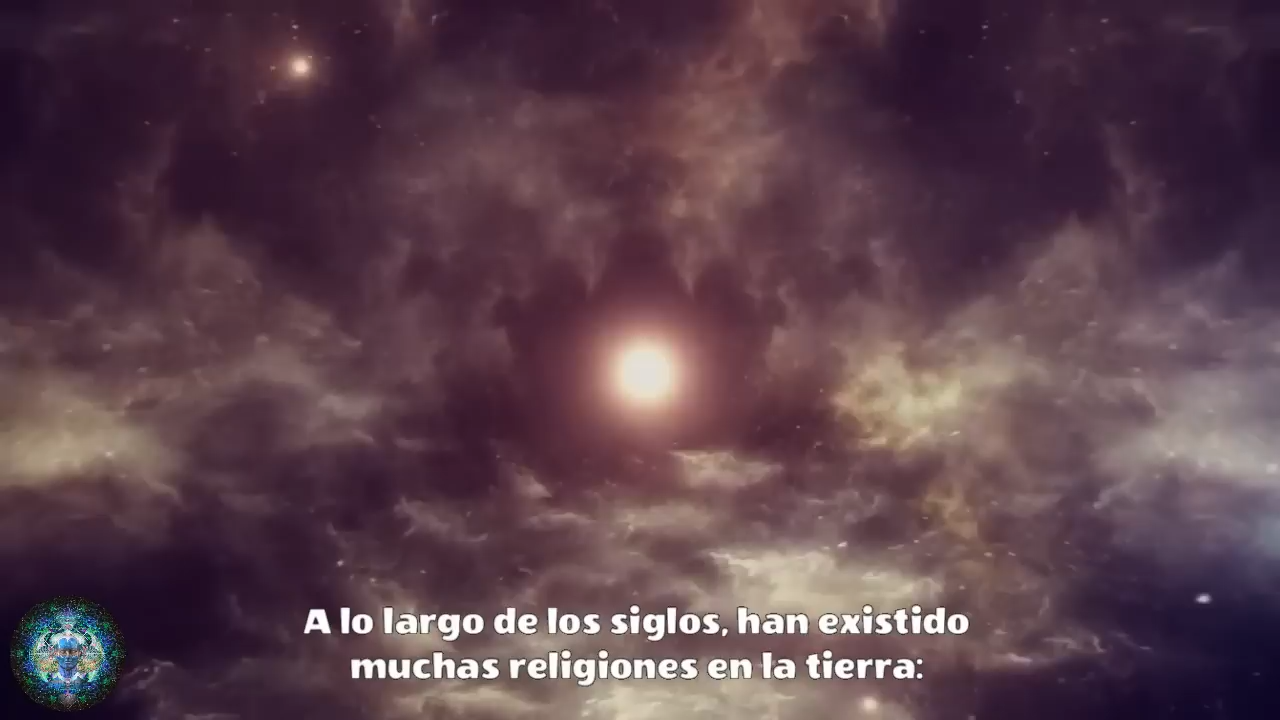 A lo largo de los siglos, han existido
muchas religiones en la tierra: